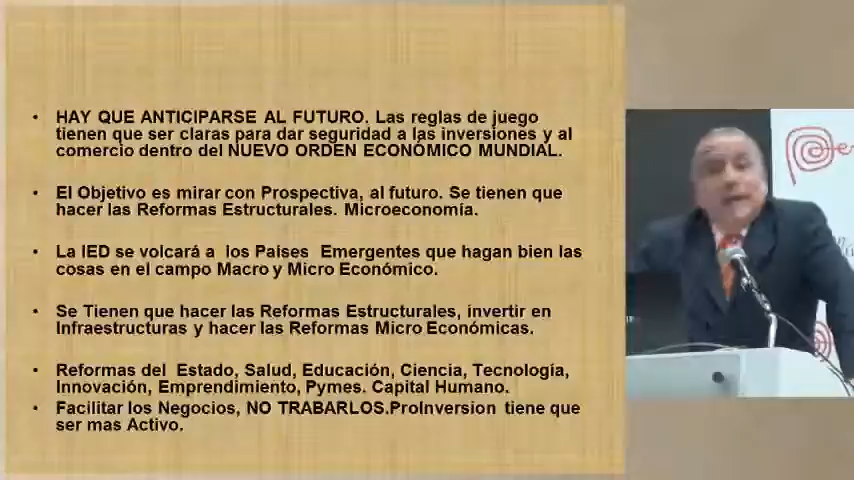 • HAY QUE ANTICIPARSE AL FUTURO. Las reglas de juego
tienen que ser claras para dar seguridad a las inversiones y al
comercio dentro del NUEVO ORDEN ECONÓMICO MUNDIAL.
• El Objetivo es mirar con Prospectiva, al futuro. Se tienen que
hacer las Reformas Estructurales. Microeconomía.
• La IED se volcará a los Paises Emergentes que hagan bien las
cosas en el campo Macro y Micro Económico.
• Se Tienen que hacer las Reformas Estructurales, invertir en
Infraestructuras y hacer las Reformas Micro Económicas.
• Reformas del Estado, Salud, Educación, Ciencia, Tecnología,
Innovación, Emprendimiento, Pymes. Capital Humano.
• Facilitar los Negocios, NO TRABARLOS.ProInversion tiene que
ser mas Activo.